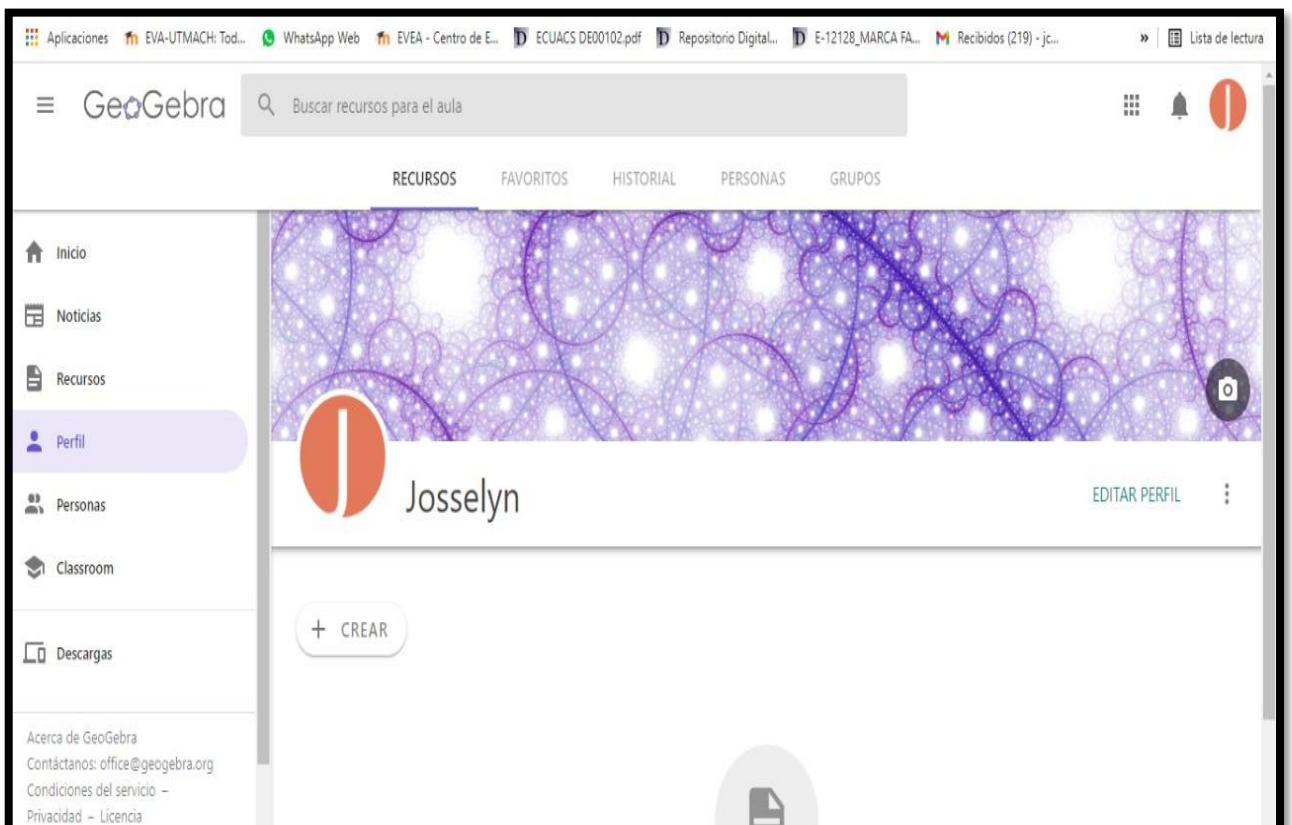 Aplicaciones EVA-UTMACH: Tod... WhatsApp Web EVEA - Centro de E... ECUACS DE00102.pdf Repositorio Digital... E-12128_MARCA FA... Recibidos (219) - jc... » Lista de lectura
GeoGebra Buscar recursos para el aula J
RECURSOS FAVORITOS HISTORIAL PERSONAS GRUPOS
Inicio
Noticias
Recursos
Perfil
Personas
Classroom
Descargas
Acerca de GeoGebra
Contáctanos: office@geogebra.org
Condiciones del servicio –
Privacidad – Licencia
J Josselyn EDITAR PERFIL
+ CREAR